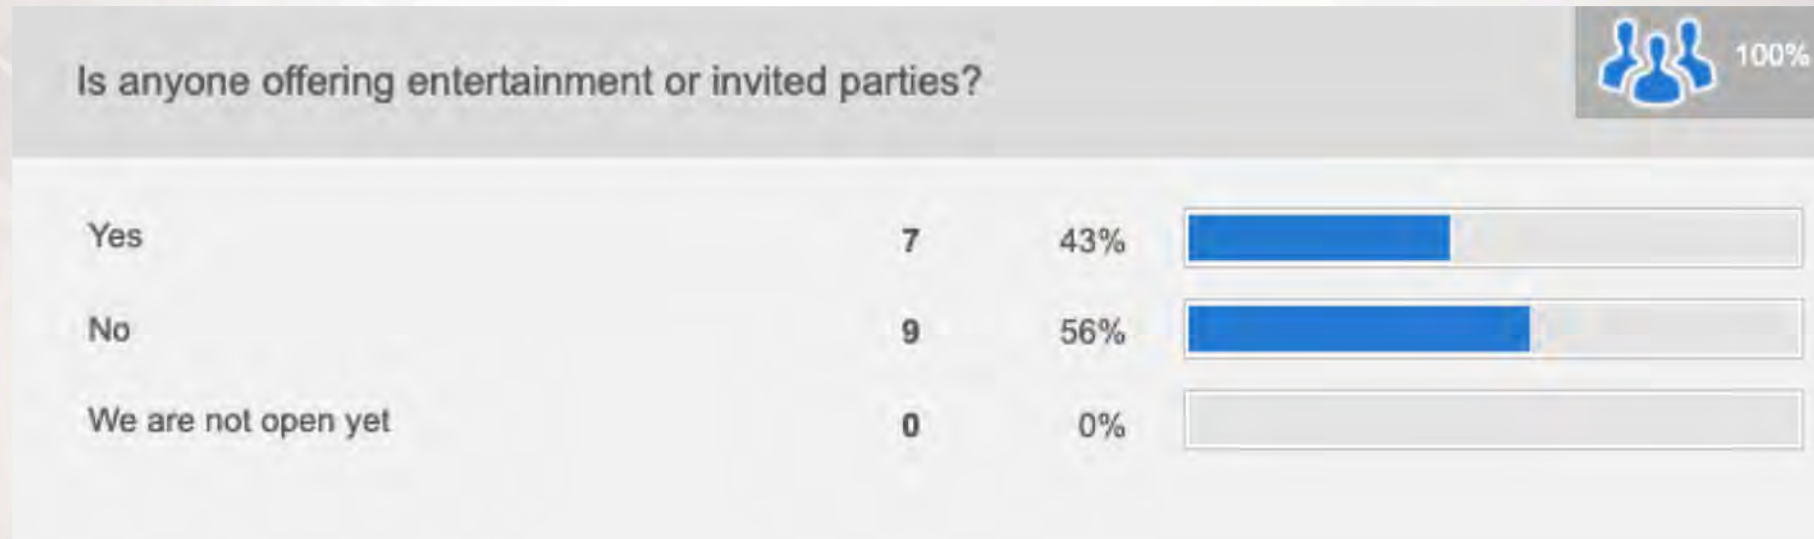 Is anyone offering entertainment or invited parties?
100%
Yes 7 43%
No 9 56%
We are not open yet 0 0%